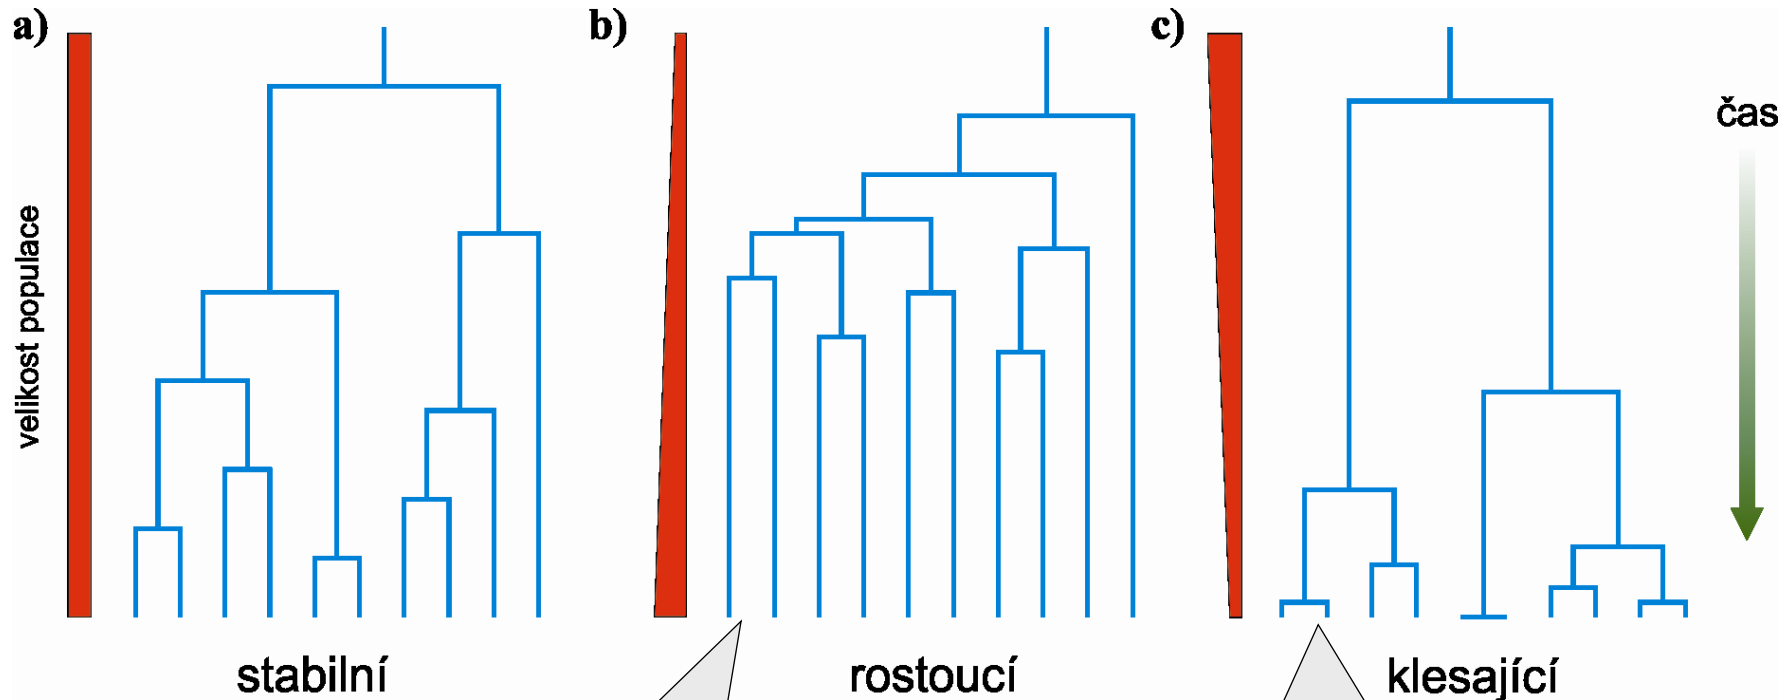 a)
b)
c)
čas
velikost populace
stabilní
rostoucí
klesající